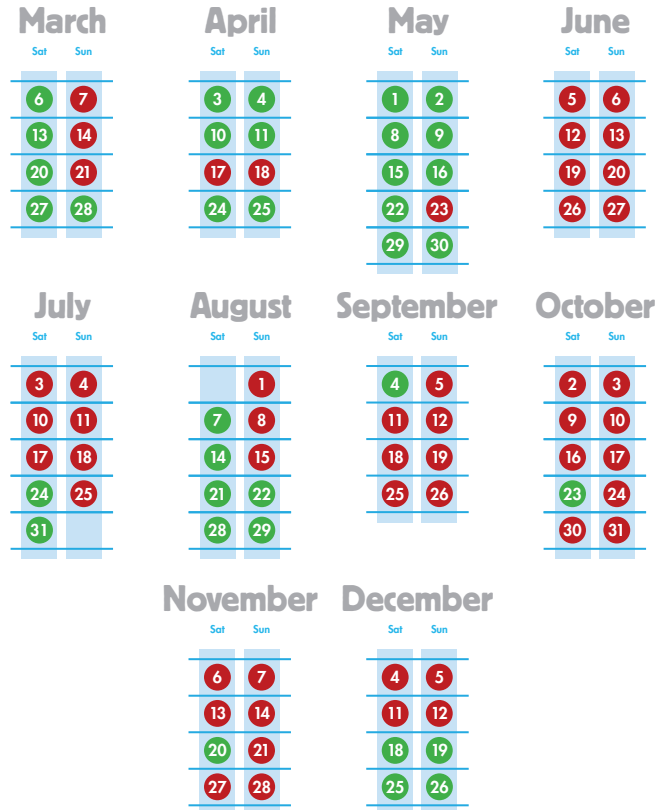 March
Sat Sun
6 7
13 14
20 21
27 28
April
Sat Sun
3 4
10 11
17 18
24 25
May
Sat Sun
1 2
8 9
15 16
22 23
29 30
June
Sat Sun
5 6
12 13
19 20
26 27
July
Sat Sun
3 4
10 11
17 18
24 25
31
August
Sat Sun
1
7 8
14 15
21 22
28 29
September
Sat Sun
4 5
11 12
18 19
25 26
October
Sat Sun
2 3
9 10
16 17
23 24
30 31
November
Sat Sun
6 7
13 14
20 21
27 28
December
Sat Sun
4 5
11 12
18 19
25 26